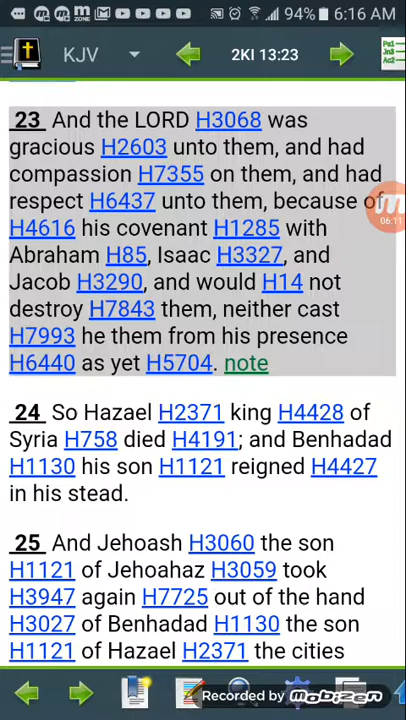 94% 6:16 AM
KJV 2KI 13:23
Ps1
Jn3
Ac2
23 And the LORD H3068 was
gracious H2603 unto them, and had
compassion H7355 on them, and had
respect H6437 unto them, because of
H4616 his covenant H1285 with
Abraham H85, Isaac H3327, and
Jacob H3290, and would H14 not
destroy H7843 them, neither cast
H7993 he them from his presence
H6440 as yet H5704. note
06:11
24 So Hazael H2371 king H4428 of
Syria H758 died H4191; and Benhadad
H1130 his son H1121 reigned H4427
in his stead.
25 And Jehoash H3060 the son
H1121 of Jehoahaz H3059 took
H3947 again H7725 out of the hand
H3027 of Benhadad H1130 the son
H1121 of Hazael H2371 the cities
Recorded by Mobizen